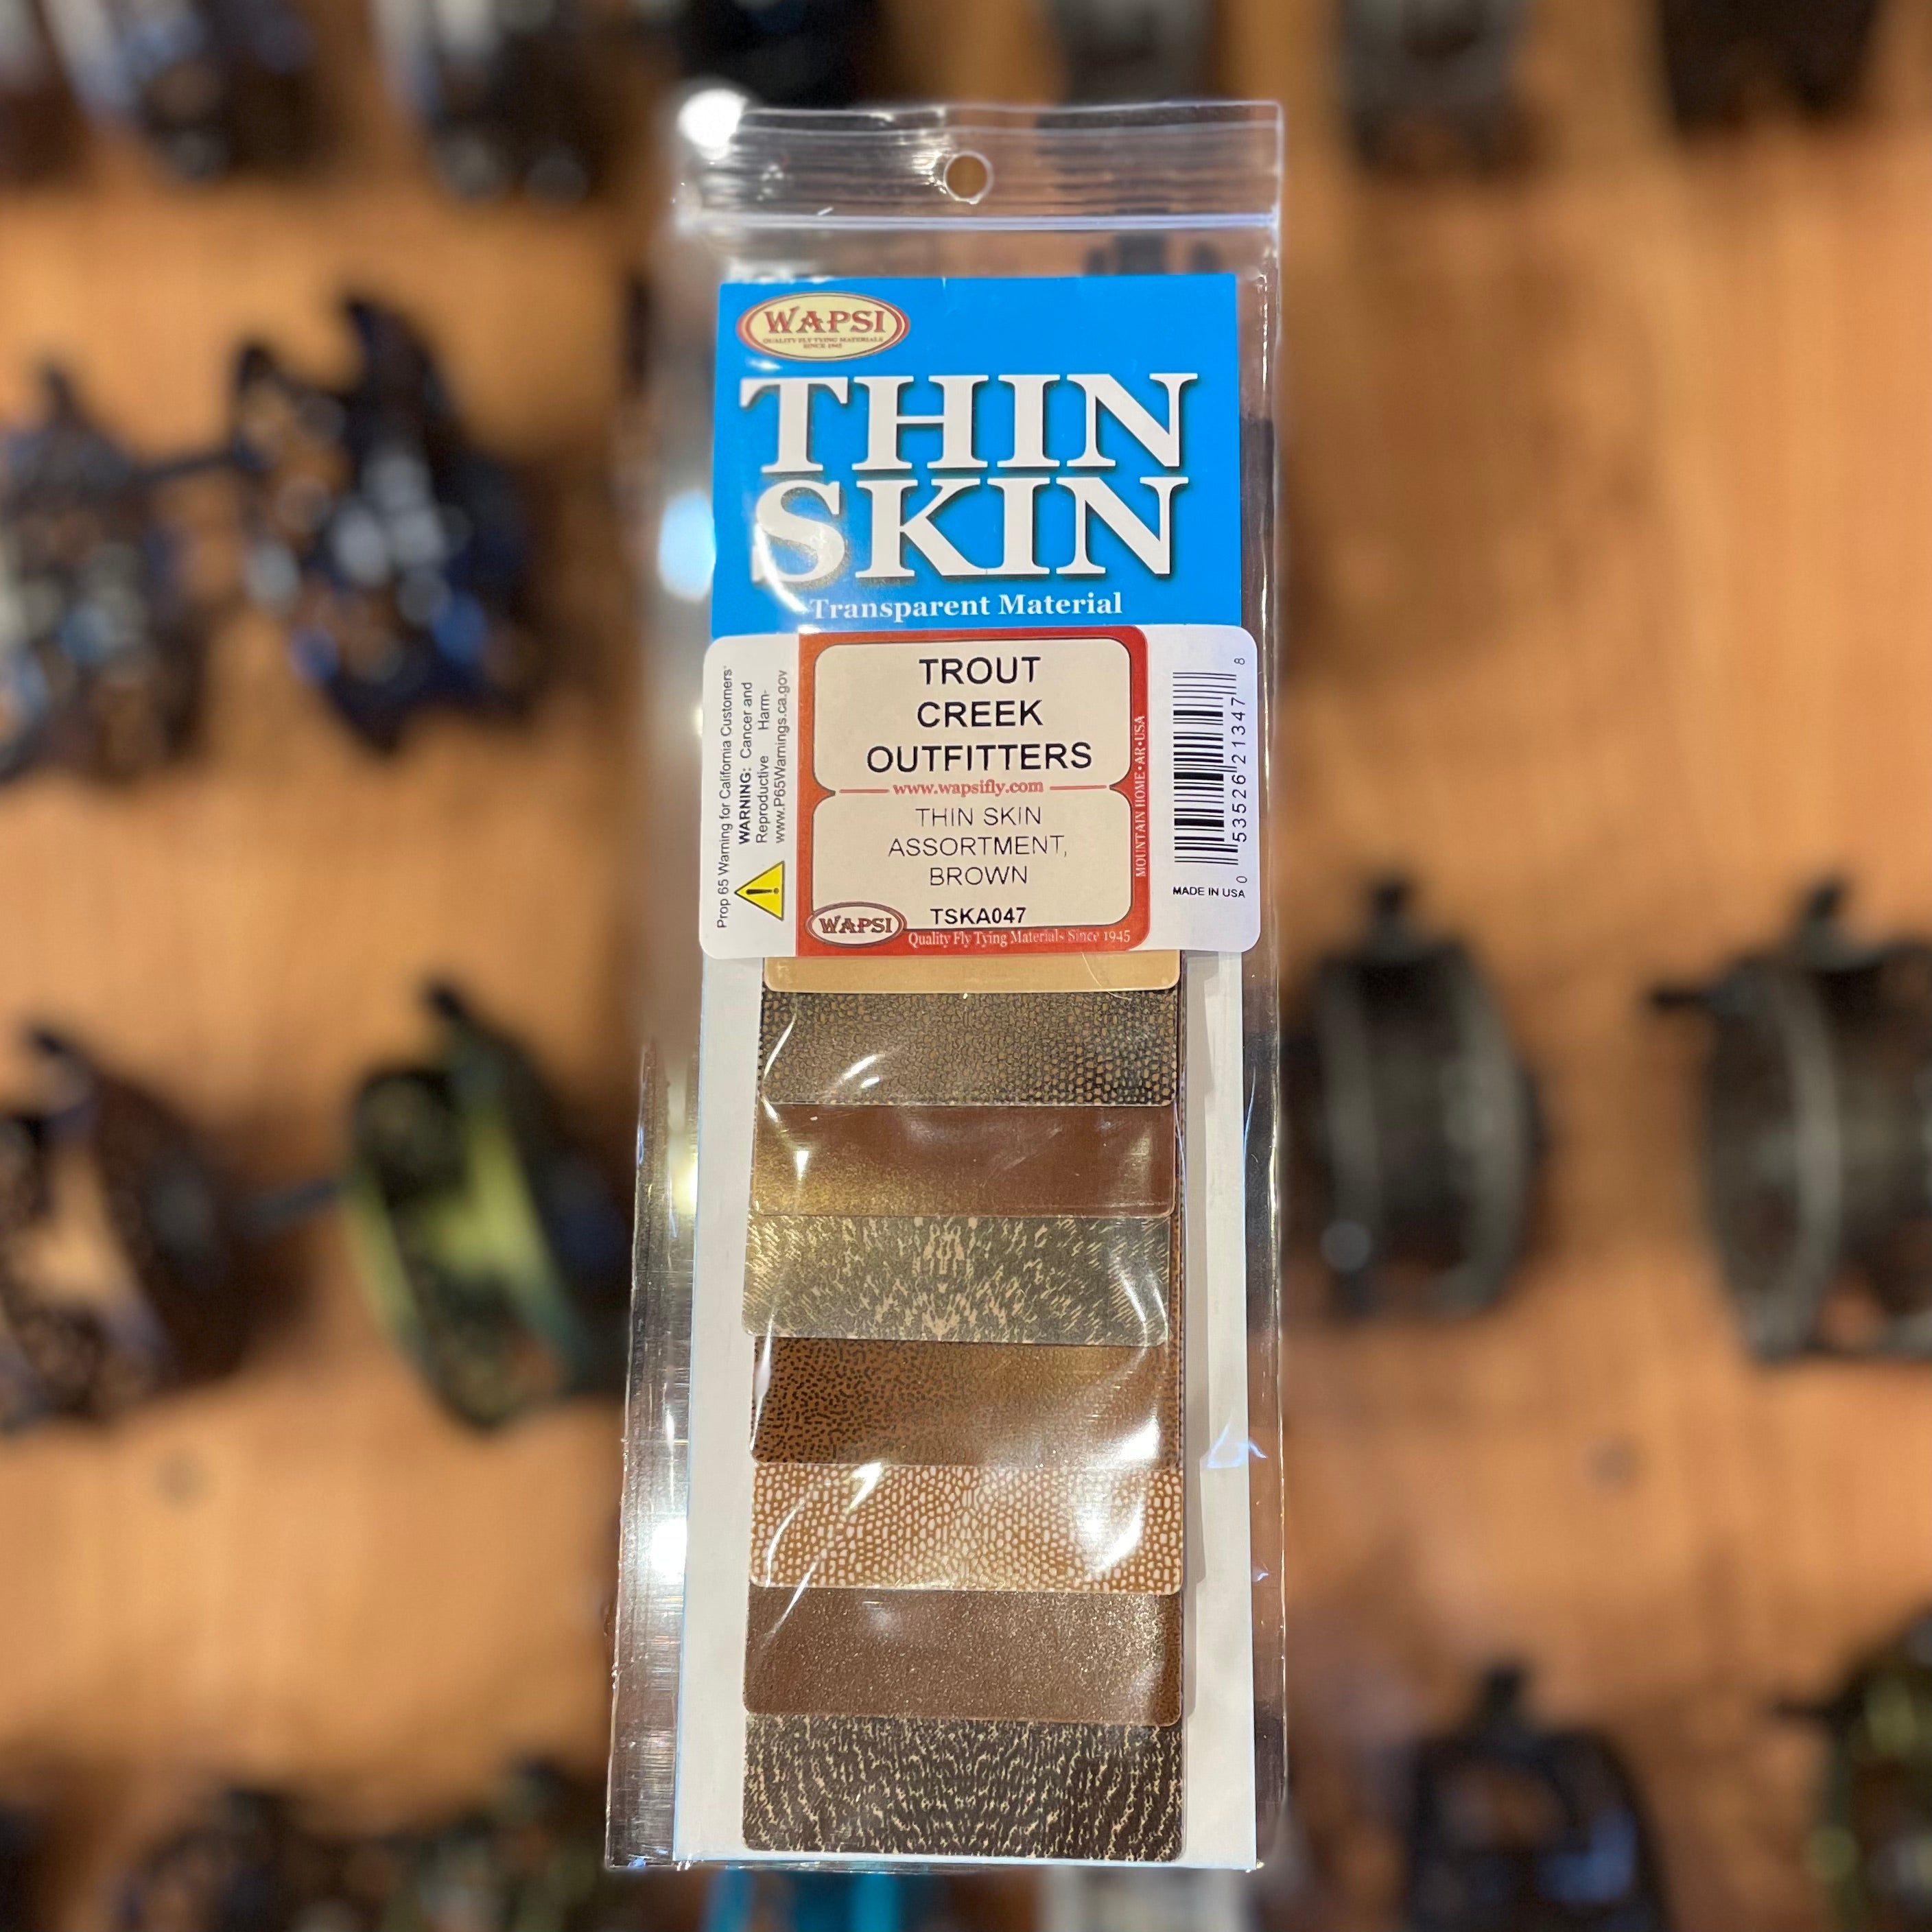 WAPSI
QUALITY FLY TYING MATERIALS
SINCE 1945
THIN
SKIN
Transparent Material
Prop 65 Warning for California Customers
WARNING: Cancer and
Reproductive Harm-
www.P65Warnings.ca.gov
TROUT
CREEK
OUTFITTERS
www.wapsifly.com
THIN SKIN
ASSORTMENT,
BROWN
TSKA047
WAPSI
Quality Fly Tying Materials Since 1945
MOUNTAIN HOME•AR•USA
0 53526 21347 8
MADE IN USA